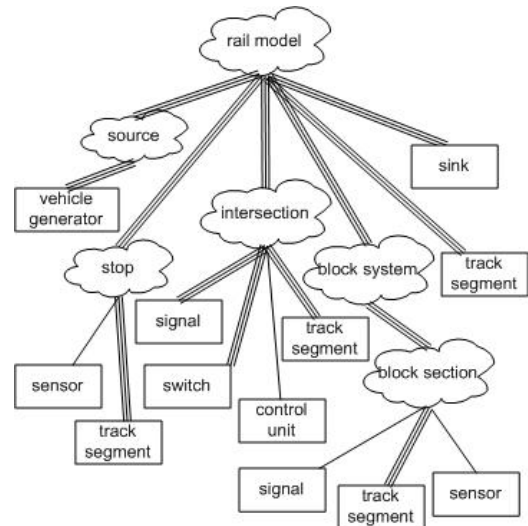 rail model
source
sink
vehicle
generator
intersection
stop
block system
track
segment
signal
track
segment
sensor
switch
block section
control
unit
track
segment
signal
track
segment
sensor